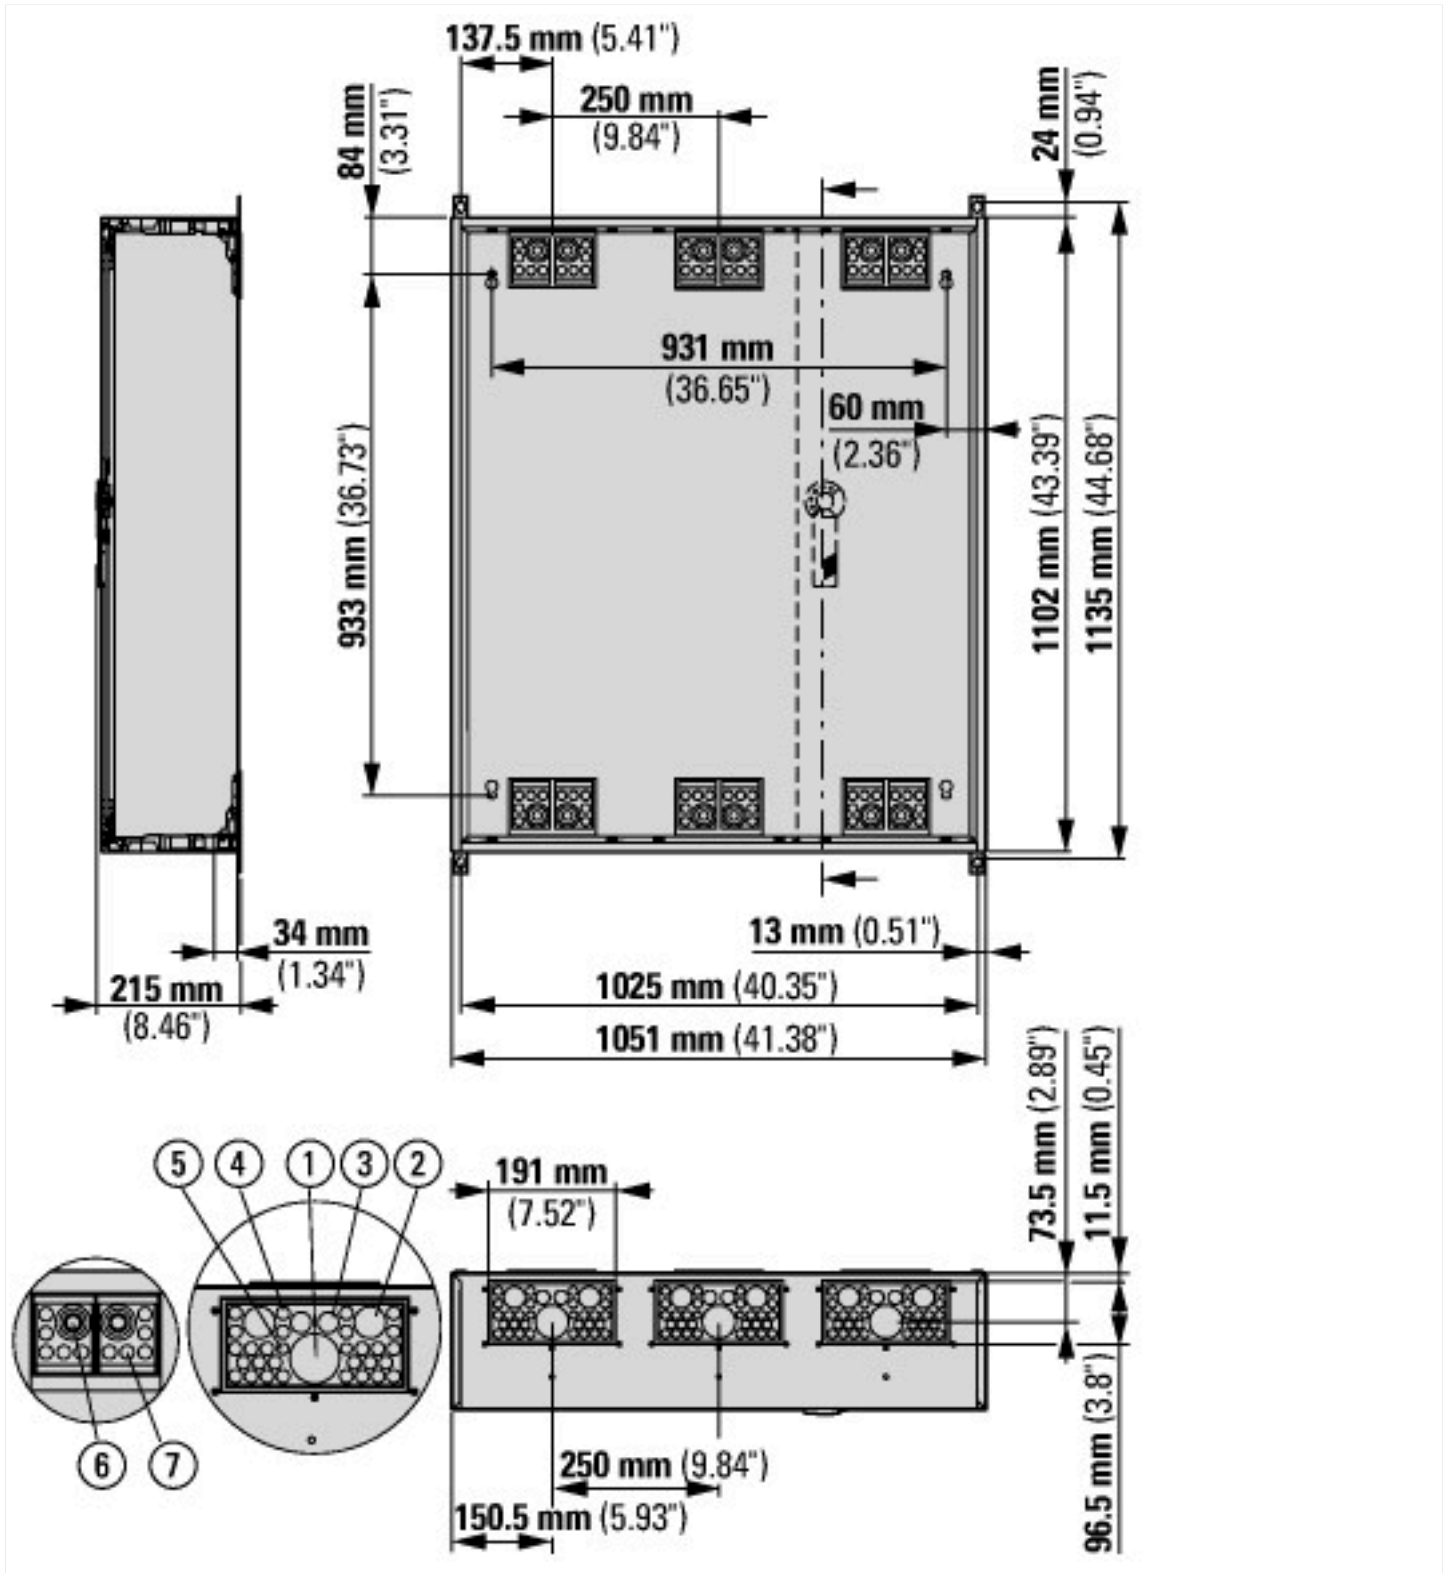 137.5 mm (5.41")
250 mm
(9.84")
84 mm
(3.31")
24 mm
(0.94")
931 mm
(36.65")
60 mm
(2.36")
933 mm (36.73")
1102 mm (43.39")
1135 mm (44.68")
34 mm
(1.34")
215 mm
(8.46")
13 mm (0.51")
1025 mm (40.35")
1051 mm (41.38")
73.5 mm (2.89")
11.5 mm (0.45")
5 4 1 3 2
191 mm
(7.52")
6 7
250 mm (9.84")
150.5 mm (5.93")
96.5 mm (3.8")